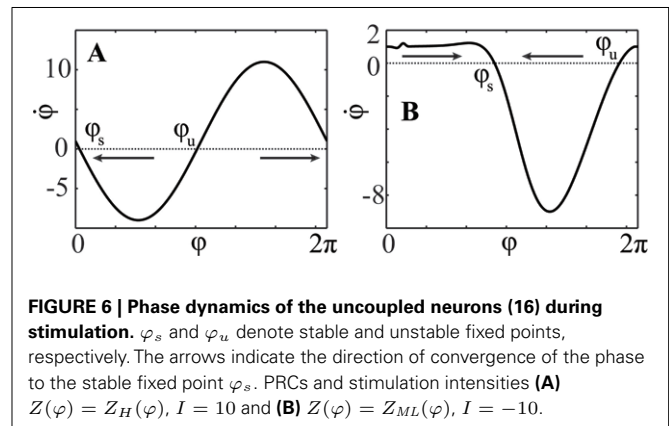 A
10
φ̇
0
-5
φs
φu
0
φ
2π
2
0
φ̇
-8
φu
φs
B
0
φ
2π
FIGURE 6 | Phase dynamics of the uncoupled neurons (16) during
stimulation. φs and φu denote stable and unstable fixed points,
respectively. The arrows indicate the direction of convergence of the phase
to the stable fixed point φs. PRCs and stimulation intensities (A)
Z(φ) = ZH(φ), I = 10 and (B) Z(φ) = ZML(φ), I = −10.